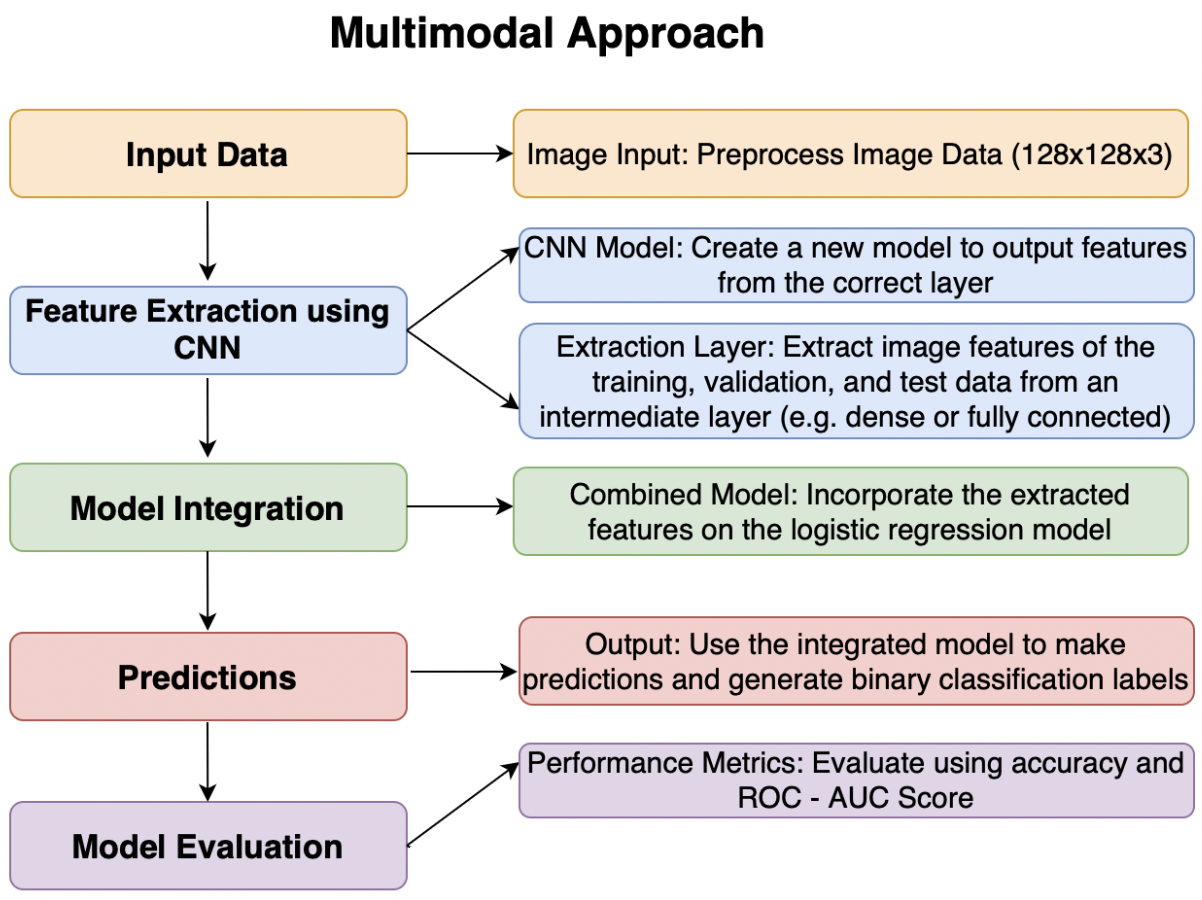 Multimodal Approach
Input Data
Image Input: Preprocess Image Data (128x128x3)
Feature Extraction using
CNN
CNN Model: Create a new model to output features
from the correct layer
Extraction Layer: Extract image features of the
training, validation, and test data from an
intermediate layer (e.g. dense or fully connected)
Model Integration
Combined Model: Incorporate the extracted
features on the logistic regression model
Predictions
Output: Use the integrated model to make
predictions and generate binary classification labels
Model Evaluation
Performance Metrics: Evaluate using accuracy and
ROC - AUC Score